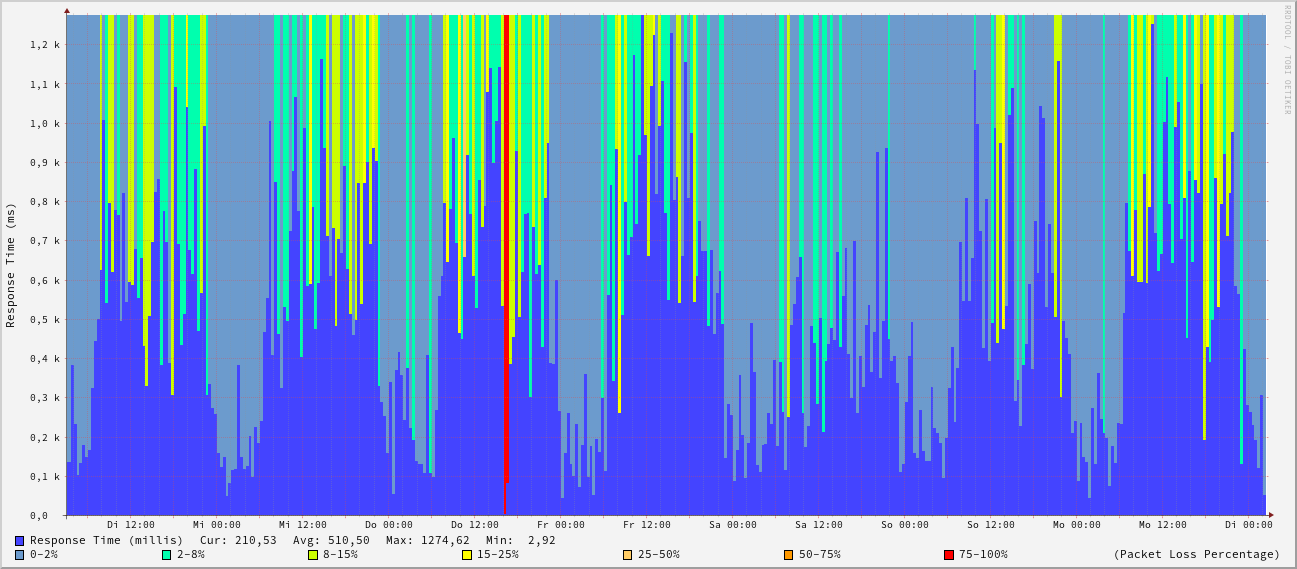 RRDTOOL / TOBI OETIKER
Response Time (ms)
1,2 k
1,1 k
1,0 k
0,9 k
0,8 k
0,7 k
0,6 k
0,5 k
0,4 k
0,3 k
0,2 k
0,1 k
0,0
Di 12:00 Mi 00:00 Mi 12:00 Do 00:00 Do 12:00 Fr 00:00 Fr 12:00 Sa 00:00 Sa 12:00 So 00:00 So 12:00 Mo 00:00 Mo 12:00 Di 00:00
Response Time (millis) Cur: 210,53 Avg: 510,50 Max: 1274,62 Min: 2,92
0-2% 2-8% 8-15% 15-25% 25-50% 50-75% 75-100% (Packet Loss Percentage)